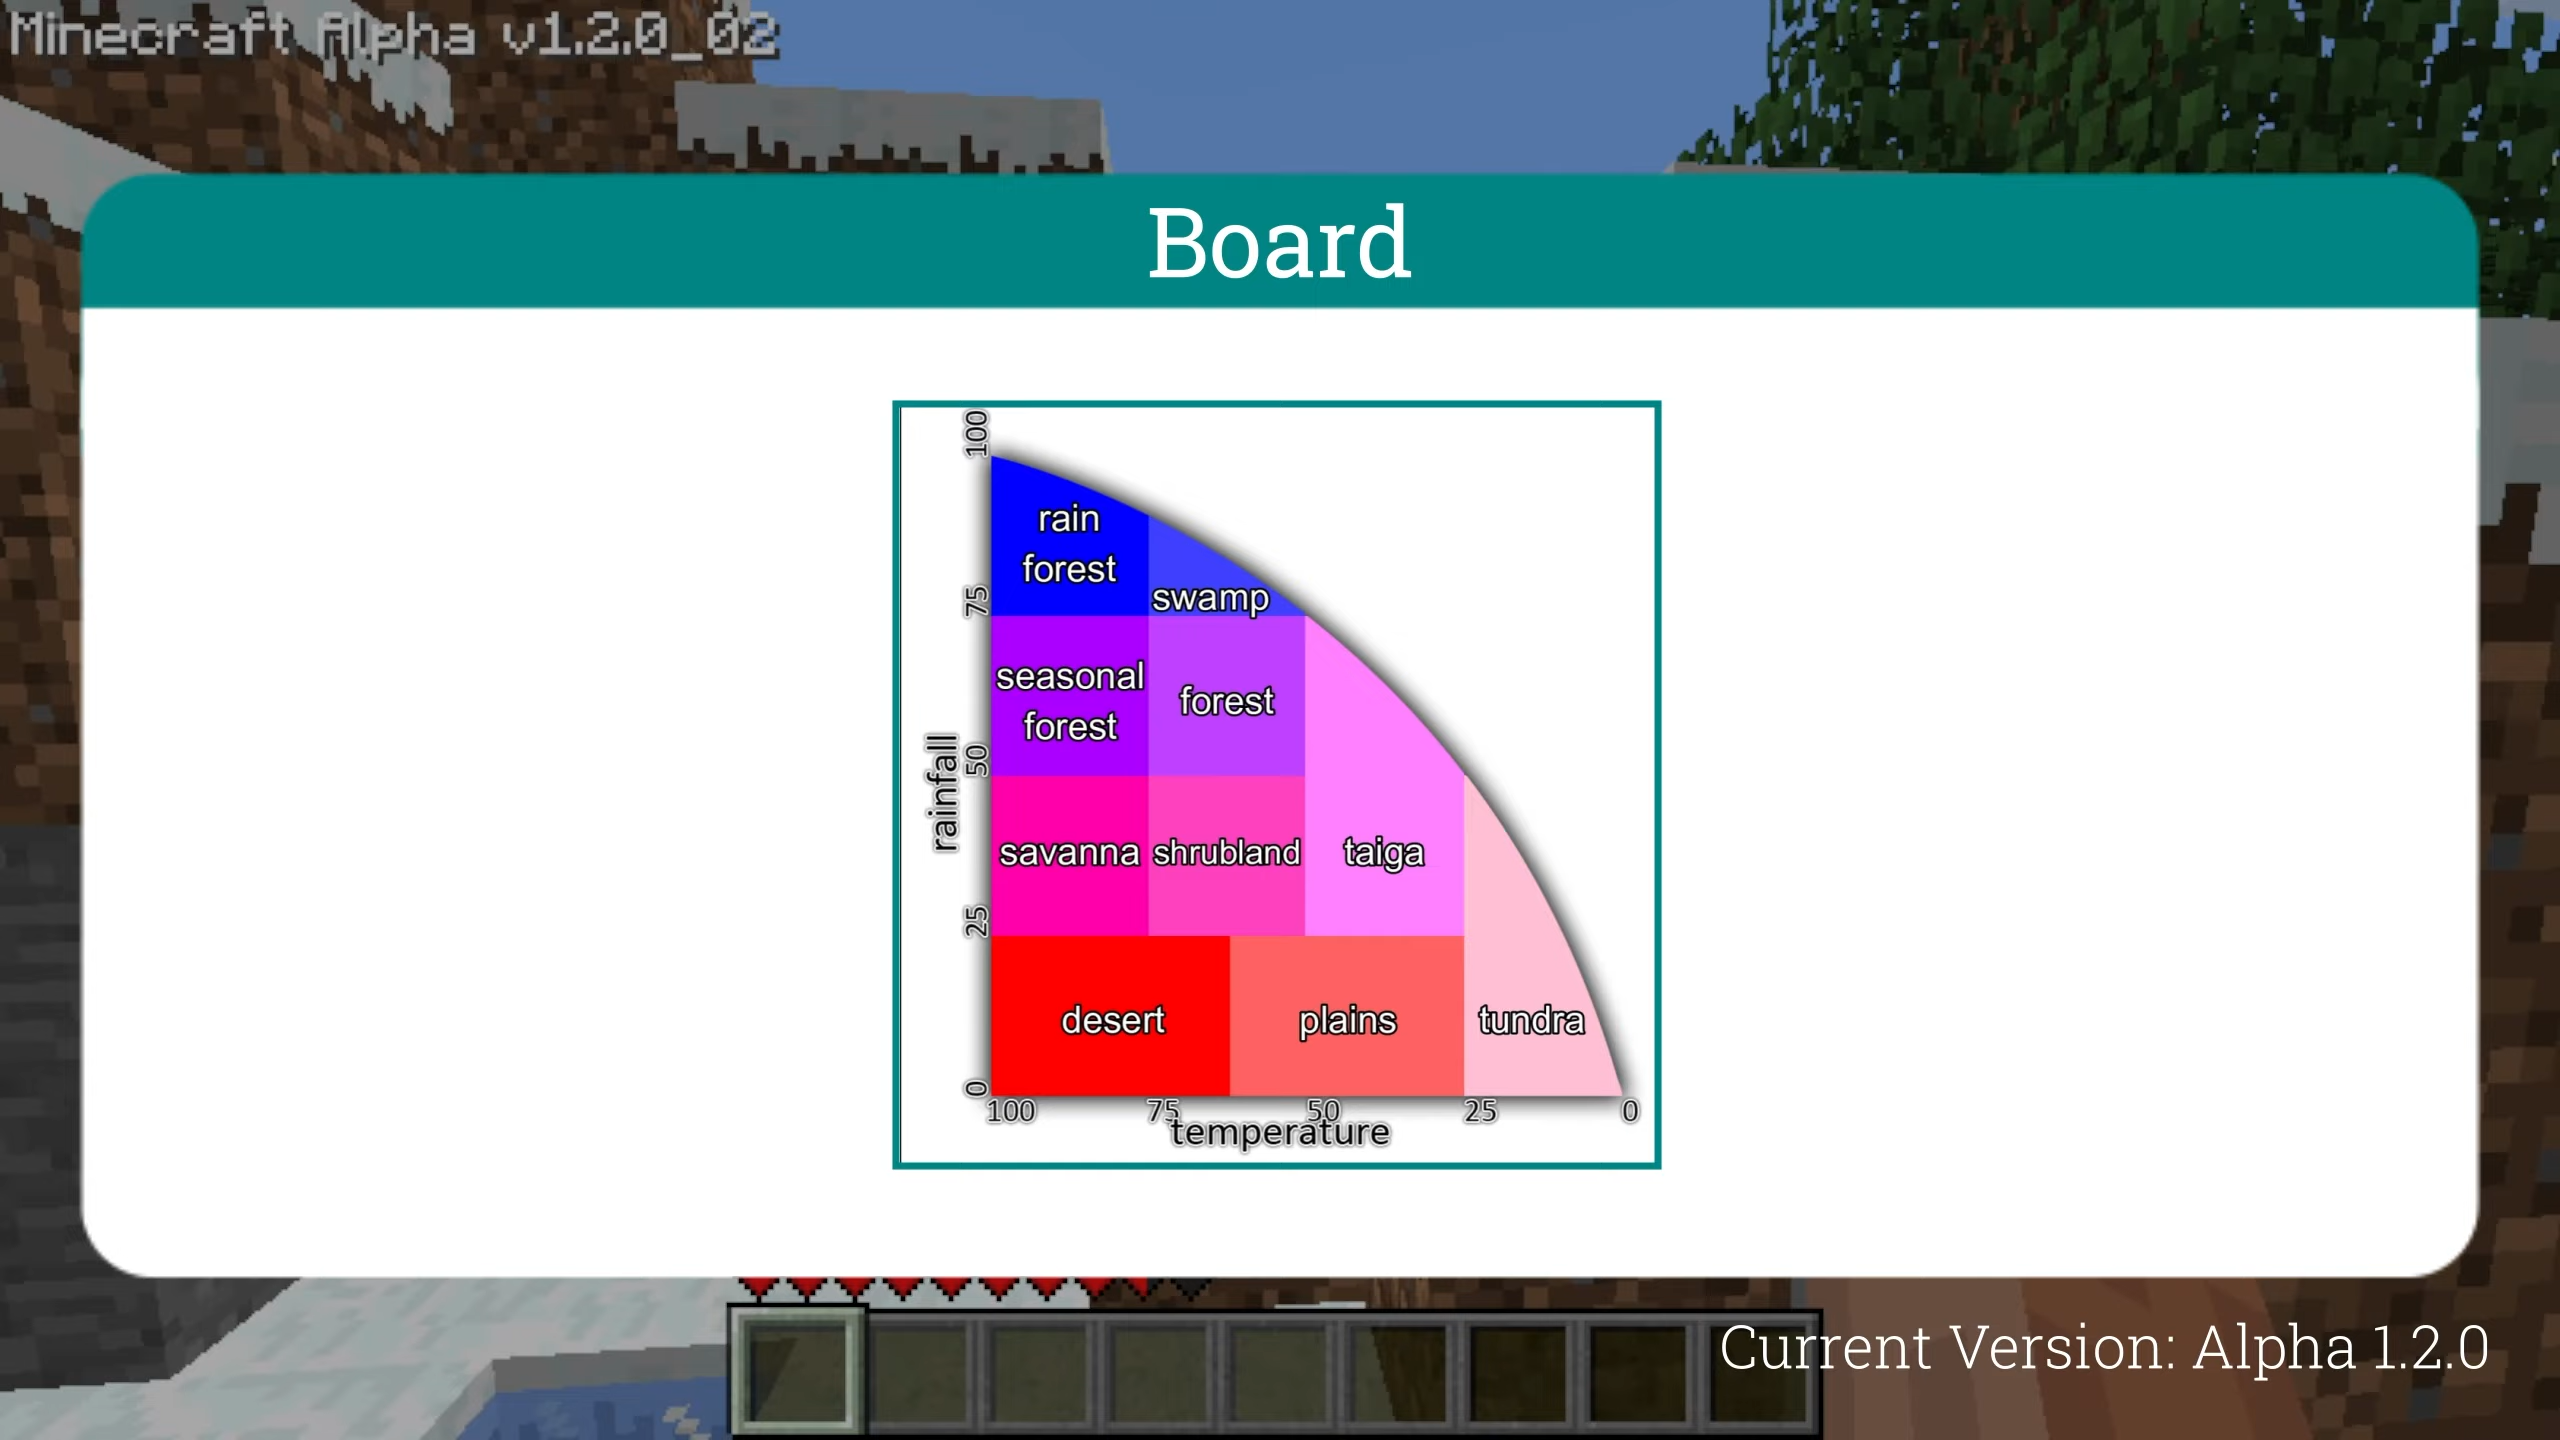 Minecraft Alpha v1.2.0_02
Board
100
rain
forest
75
swamp
seasonal
forest
forest
rainfall
50
savanna
shrubland
taiga
25
desert
plains
tundra
0
100
75
50
25
0
temperature
Current Version: Alpha 1.2.0